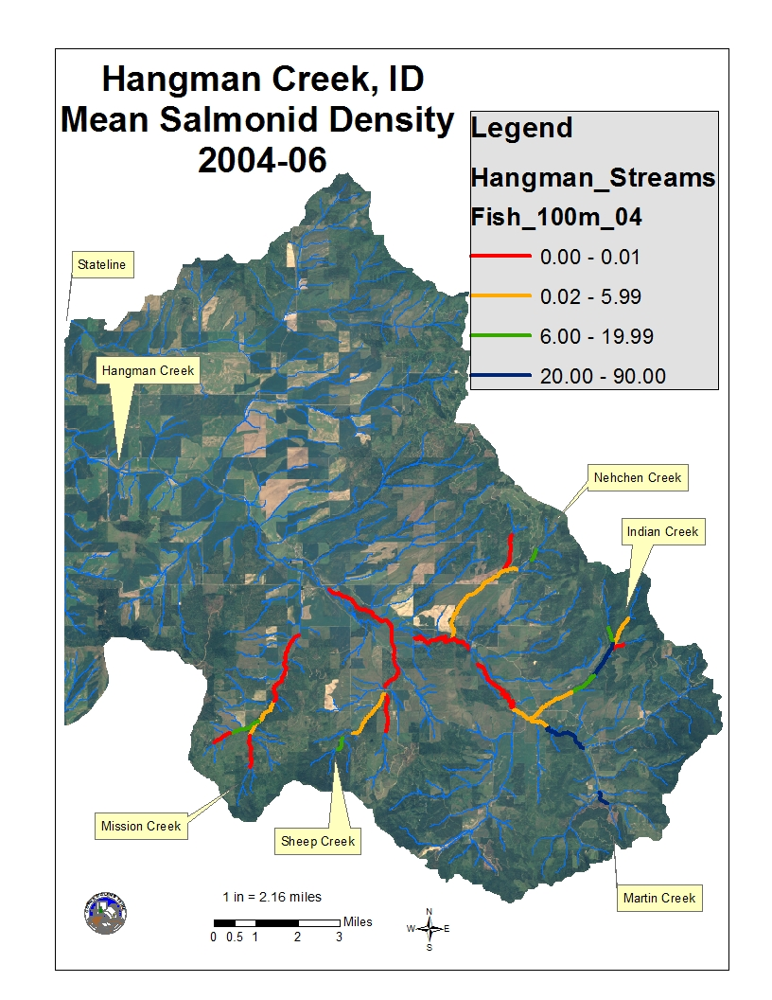 Hangman Creek, ID
Mean Salmonid Density
2004-06
Legend
Hangman_Streams
Fish_100m_04
0.00 - 0.01
0.02 - 5.99
6.00 - 19.99
20.00 - 90.00
Stateline
Hangman Creek
Nehchen Creek
Indian Creek
Mission Creek
Sheep Creek
Martin Creek
1 in = 2.16 miles
Miles
0 0.5 1 2 3
N
W E
S